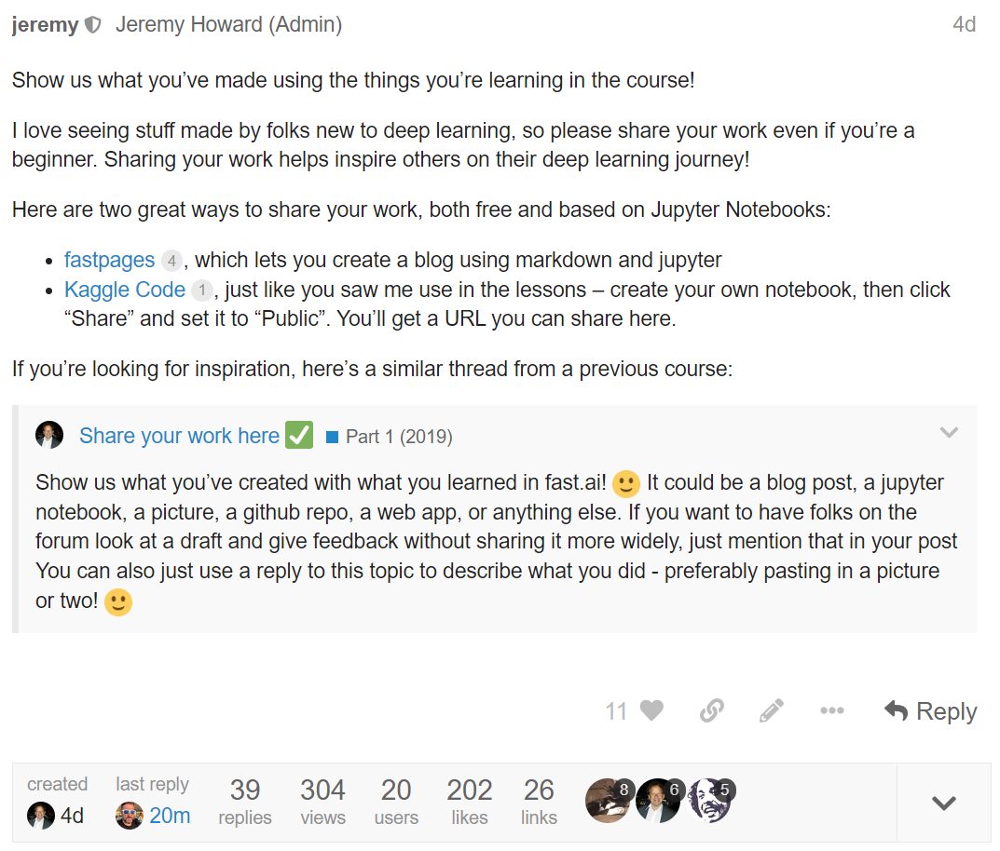 jeremy Jeremy Howard (Admin) 4d
Show us what you’ve made using the things you’re learning in the course!
I love seeing stuff made by folks new to deep learning, so please share your work even if you’re a
beginner. Sharing your work helps inspire others on their deep learning journey!
Here are two great ways to share your work, both free and based on Jupyter Notebooks:
• fastpages 4, which lets you create a blog using markdown and jupyter
• Kaggle Code 1, just like you saw me use in the lessons – create your own notebook, then click
“Share” and set it to “Public”. You’ll get a URL you can share here.
If you’re looking for inspiration, here’s a similar thread from a previous course:
Share your work here ✅ Part 1 (2019)
Show us what you’ve created with what you learned in fast.ai! 🙂 It could be a blog post, a jupyter
notebook, a picture, a github repo, a web app, or anything else. If you want to have folks on the
forum look at a draft and give feedback without sharing it more widely, just mention that in your post
You can also just use a reply to this topic to describe what you did - preferably pasting in a picture
or two! 🙂
11 Reply
created last reply 39 304 20 202 26 8 6 5
4d 20m replies views users likes links